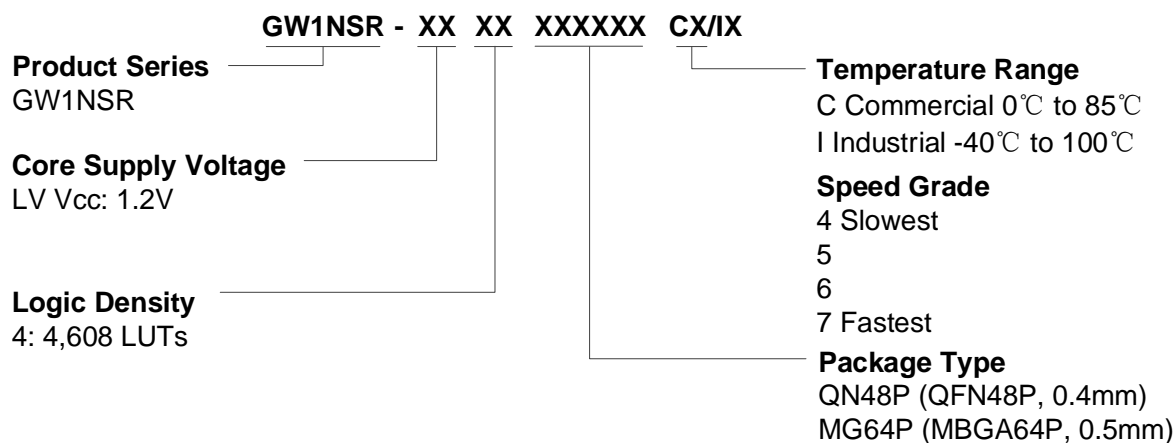 GW1NSR - XX XX XXXXXX CX/IX
Product Series
GW1NSR
Core Supply Voltage
LV Vcc: 1.2V
Logic Density
4: 4,608 LUTs
Temperature Range
C Commercial 0℃ to 85℃
I Industrial -40℃ to 100℃
Speed Grade
4 Slowest
5
6
7 Fastest
Package Type
QN48P (QFN48P, 0.4mm)
MG64P (MBGA64P, 0.5mm)